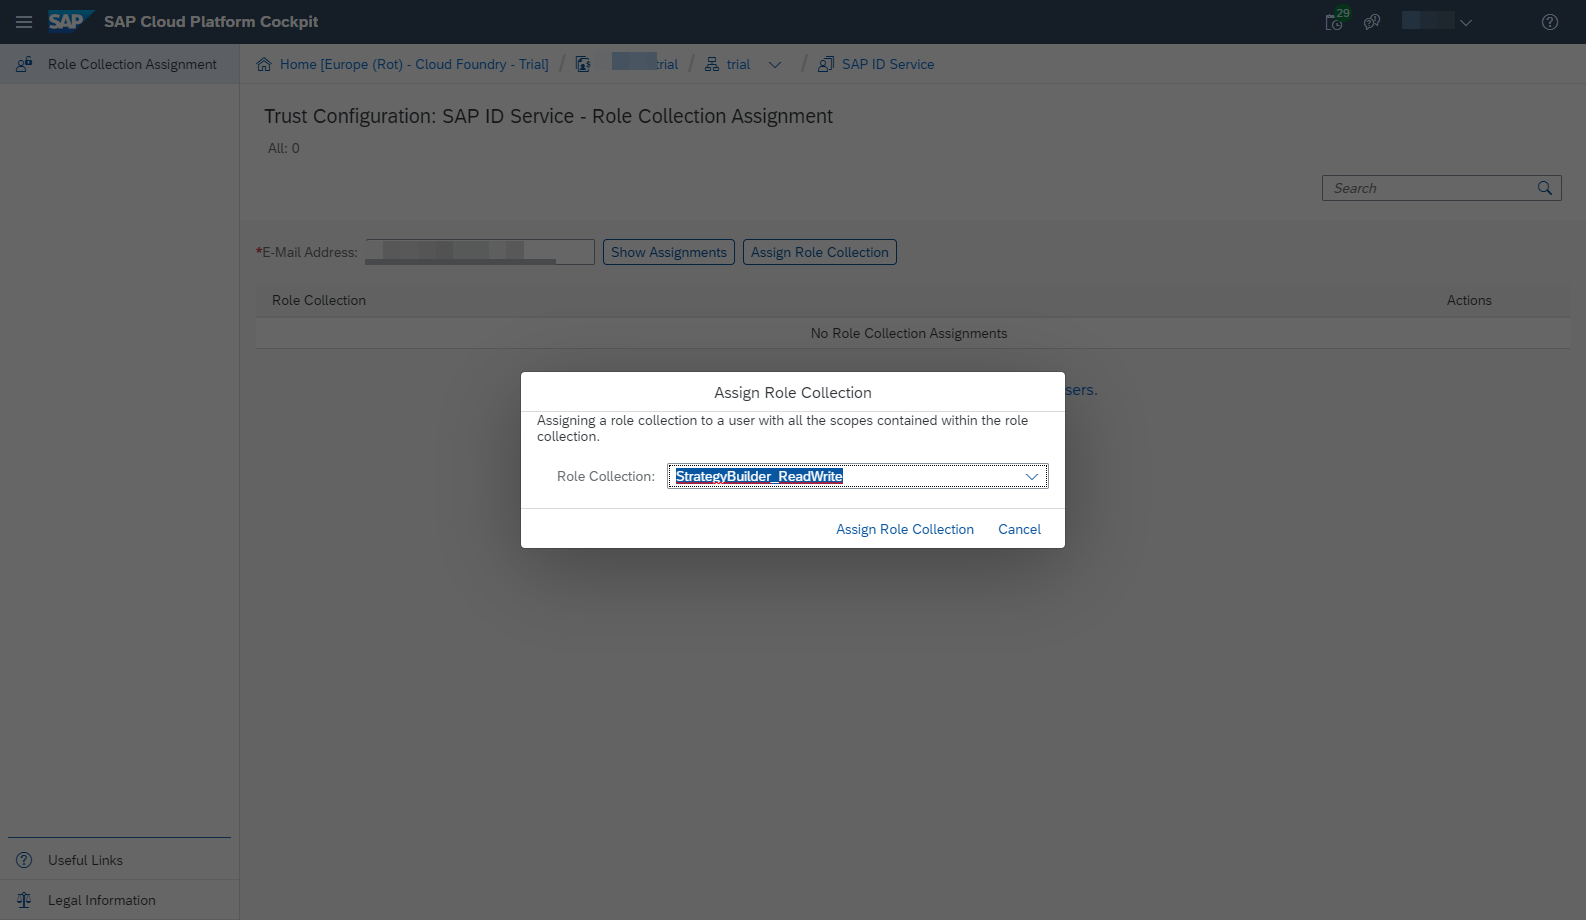 SAP SAP Cloud Platform Cockpit
29
Role Collection Assignment
Home [Europe (Rot) - Cloud Foundry - Trial] / trial / trial / SAP ID Service
Trust Configuration: SAP ID Service - Role Collection Assignment
All: 0
Search
*E-Mail Address: Show Assignments Assign Role Collection
Role Collection Actions
No Role Collection Assignments
sers.
Assign Role Collection
Assigning a role collection to a user with all the scopes contained within the role
collection.
Role Collection: StrategyBuilder_ReadWrite
Assign Role Collection Cancel
Useful Links
Legal Information